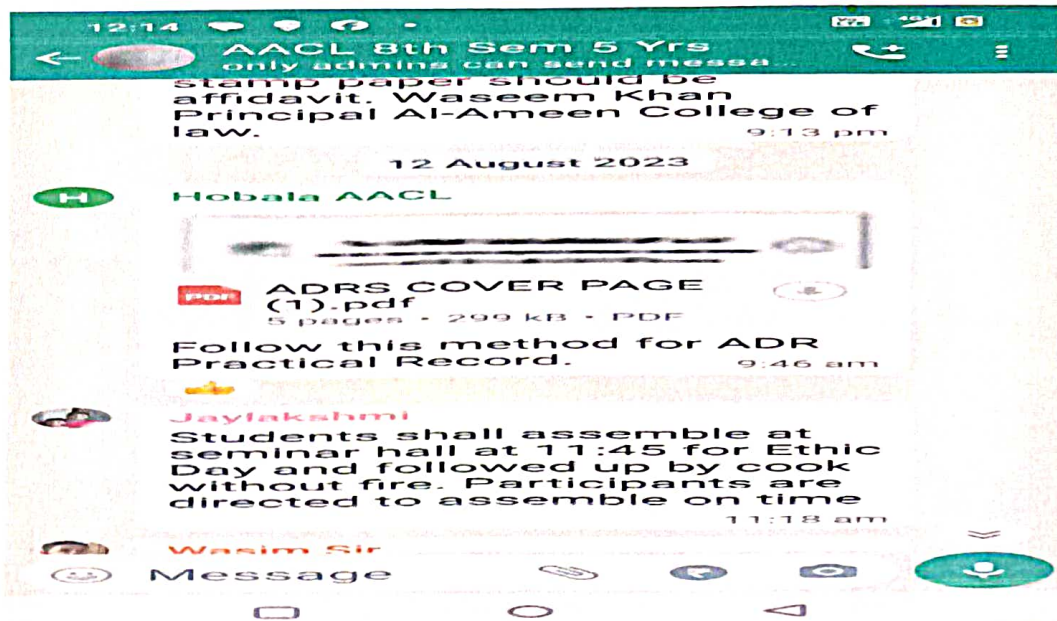 12:14
AACL 8th Sem 5 Yrs
only admins can send messa...
stamp paper should be
affidavit. Waseem Khan
Principal Al-Ameen College of
law.
9:13 pm
12 August 2023
H
Hobala AACL
PDF
ADRS COVER PAGE
(1).pdf
5 pages • 299 kB • PDF
Follow this method for ADR
Practical Record.
9:46 am
Jaylakshmi
Students shall assemble at
seminar hall at 11:45 for Ethic
Day and followed up by cook
without fire. Participants are
directed to assemble on time
11:18 am
Wasim Sir
Message